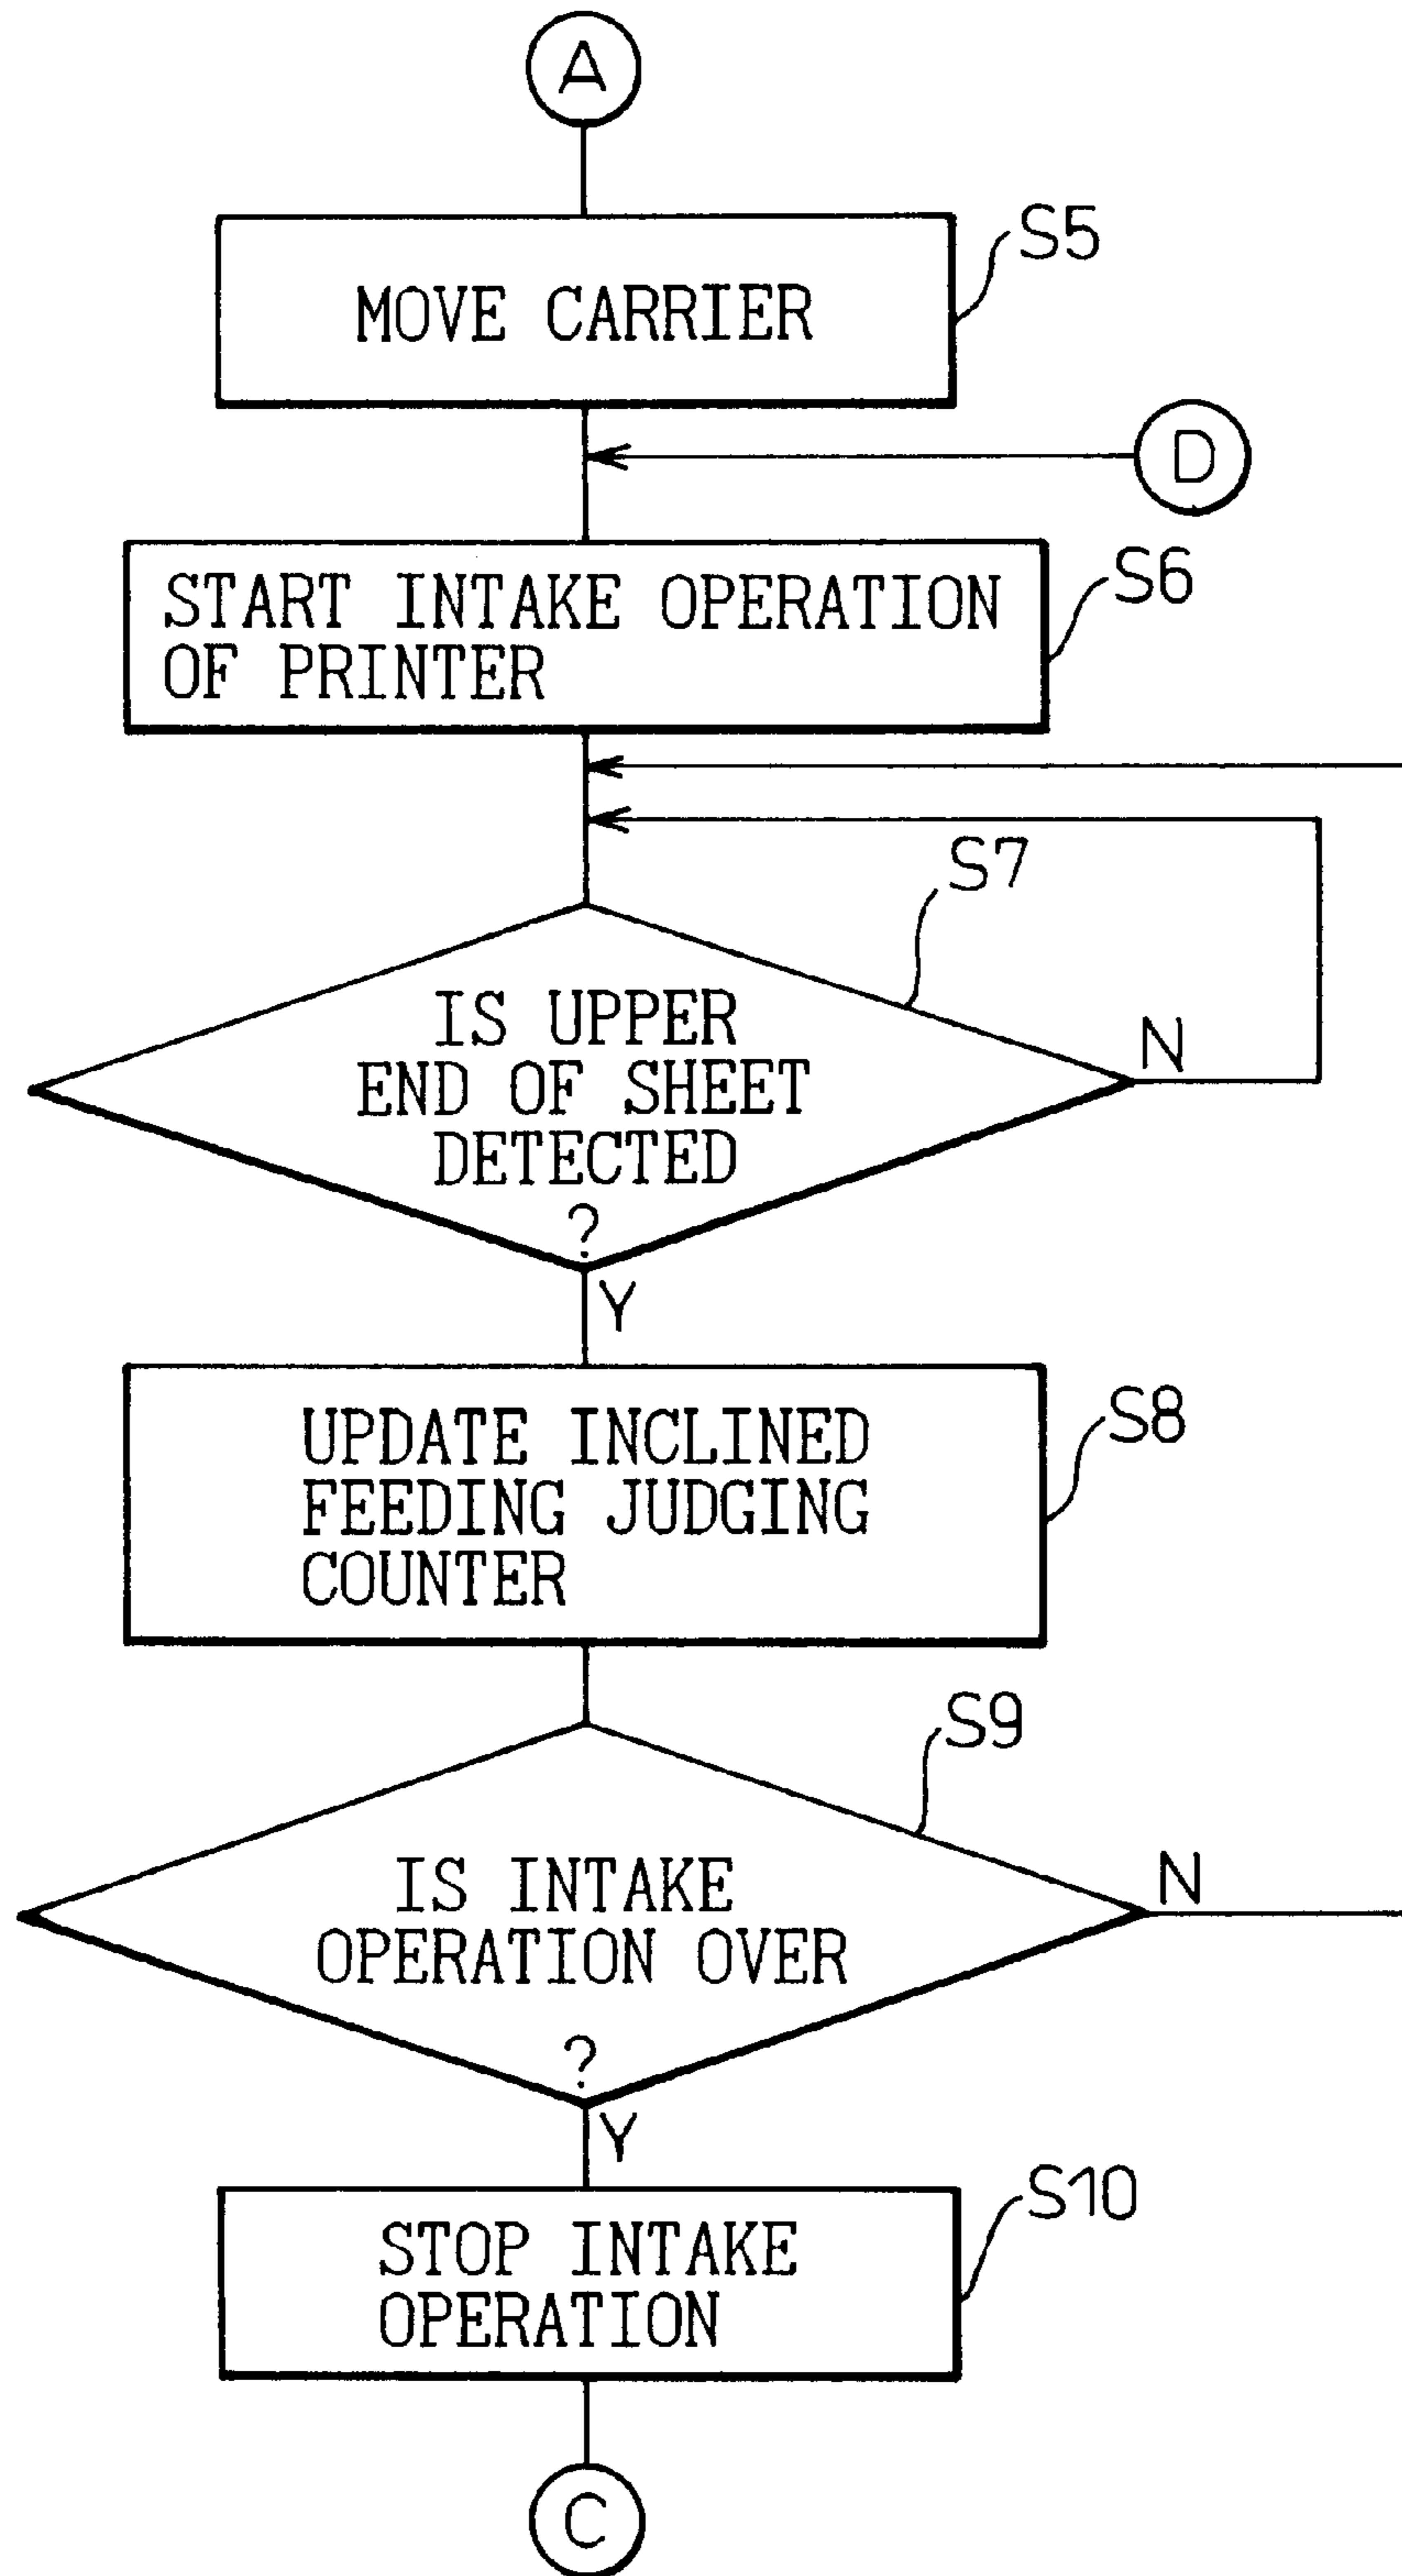 A
S5
MOVE CARRIER
D
S6
START INTAKE OPERATION
OF PRINTER
S7
IS UPPER
END OF SHEET
DETECTED
?
N
Y
S8
UPDATE INCLINED
FEEDING JUDGING
COUNTER
S9
IS INTAKE
OPERATION OVER
?
N
Y
S10
STOP INTAKE
OPERATION
C